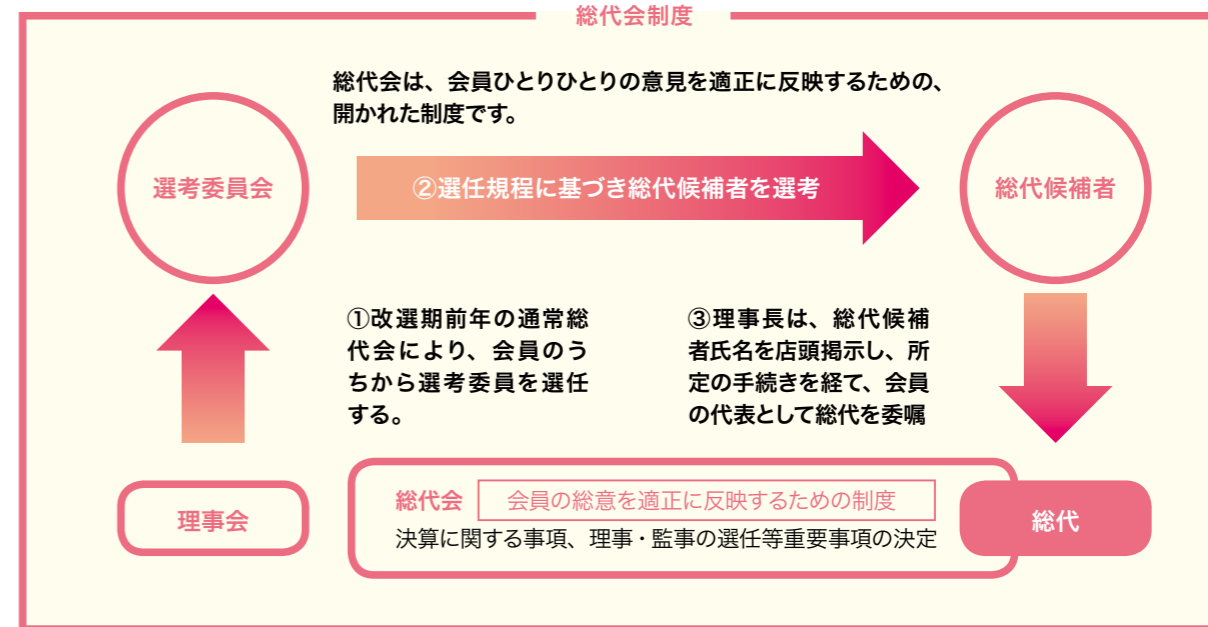 総代会制度
総代会は、会員ひとりひとりの意見を適正に反映するための、
開かれた制度です。
選考委員会
②選任規程に基づき総代候補者を選考
総代候補者
①改選期前年の通常総
代会により、会員のう
ちから選考委員を選任
する。
③理事長は、総代候補
者氏名を店頭掲示し、所
定の手続きを経て、会員
の代表として総代を委嘱
理事会
総代会 会員の総意を適正に反映するための制度
決算に関する事項、理事・監事の選任等重要事項の決定
総代